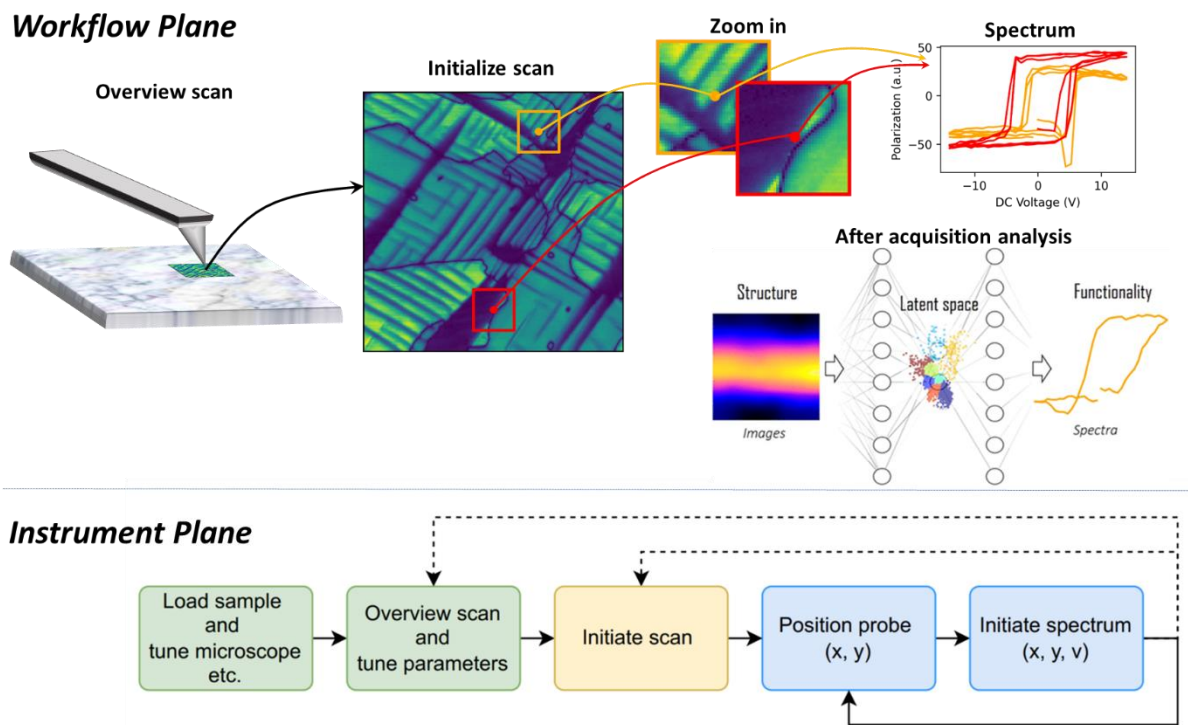 Workflow Plane
Overview scan
Initialize scan
Zoom in
Spectrum
50
0
−50
Polarization (a.u.)
−10
0
10
DC Voltage (V)
After acquisition analysis
Structure
Latent space
Functionality
Images
Spectra
Instrument Plane
Load sample
and
tune microscope
etc.
Overview scan
and
tune parameters
Initiate scan
Position probe
(x, y)
Initiate spectrum
(x, y, v)